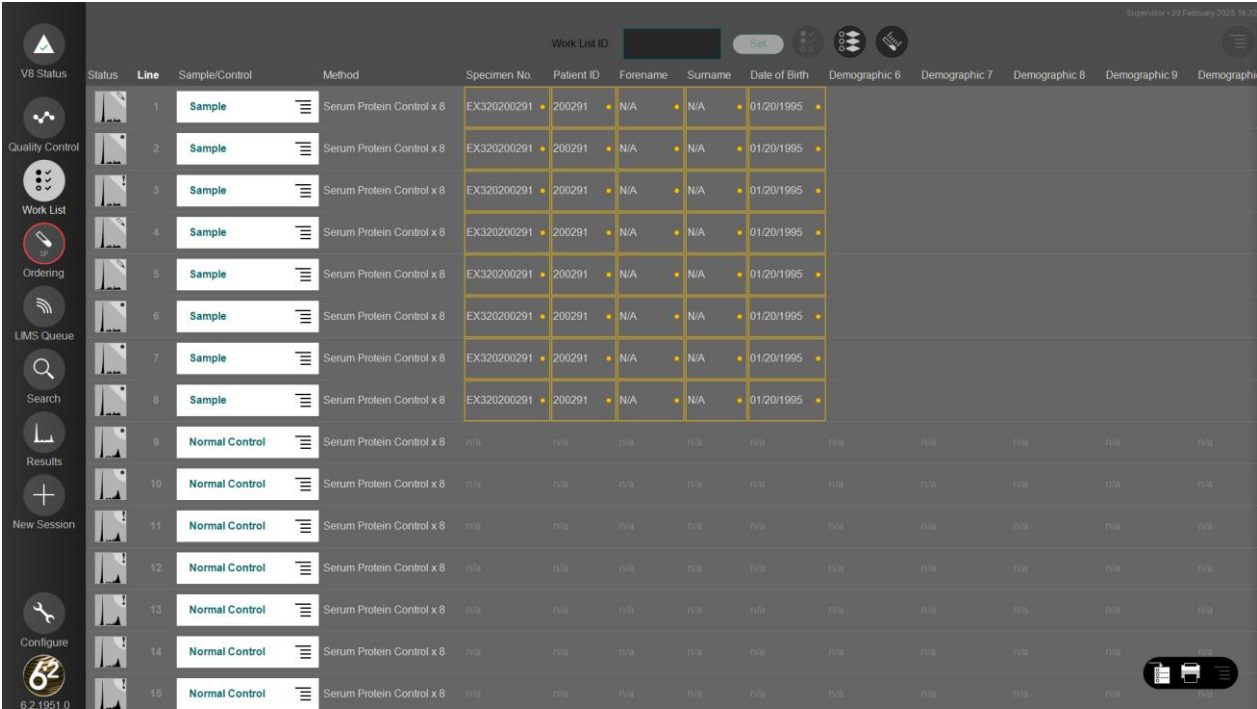 Supervisor • 20 February 2025 16:32
Work List ID: Set
V8 Status
Quality Control
Work List
SP
Ordering
LIMS Queue
Search
Results
New Session
Configure
62
6.2.1951.0
Status Line Sample/Control Method Specimen No. Patient ID Forename Surname Date of Birth Demographic 6 Demographic 7 Demographic 8 Demographic 9 Demographi
1 Sample Serum Protein Control x 8 EX320200291 200291 N/A N/A 01/20/1995
2 Sample Serum Protein Control x 8 EX320200291 200291 N/A N/A 01/20/1995
3 Sample Serum Protein Control x 8 EX320200291 200291 N/A N/A 01/20/1995
4 Sample Serum Protein Control x 8 EX320200291 200291 N/A N/A 01/20/1995
5 Sample Serum Protein Control x 8 EX320200291 200291 N/A N/A 01/20/1995
6 Sample Serum Protein Control x 8 EX320200291 200291 N/A N/A 01/20/1995
7 Sample Serum Protein Control x 8 EX320200291 200291 N/A N/A 01/20/1995
8 Sample Serum Protein Control x 8 EX320200291 200291 N/A N/A 01/20/1995
9 Normal Control Serum Protein Control x 8 n/a n/a n/a n/a n/a n/a n/a n/a n/a n/a
10 Normal Control Serum Protein Control x 8 n/a n/a n/a n/a n/a n/a n/a n/a n/a n/a
11 Normal Control Serum Protein Control x 8 n/a n/a n/a n/a n/a n/a n/a n/a n/a n/a
12 Normal Control Serum Protein Control x 8 n/a n/a n/a n/a n/a n/a n/a n/a n/a n/a
13 Normal Control Serum Protein Control x 8 n/a n/a n/a n/a n/a n/a n/a n/a n/a n/a
14 Normal Control Serum Protein Control x 8 n/a n/a n/a n/a n/a n/a n/a n/a n/a n/a
15 Normal Control Serum Protein Control x 8 n/a n/a n/a n/a n/a n/a n/a n/a n/a n/a